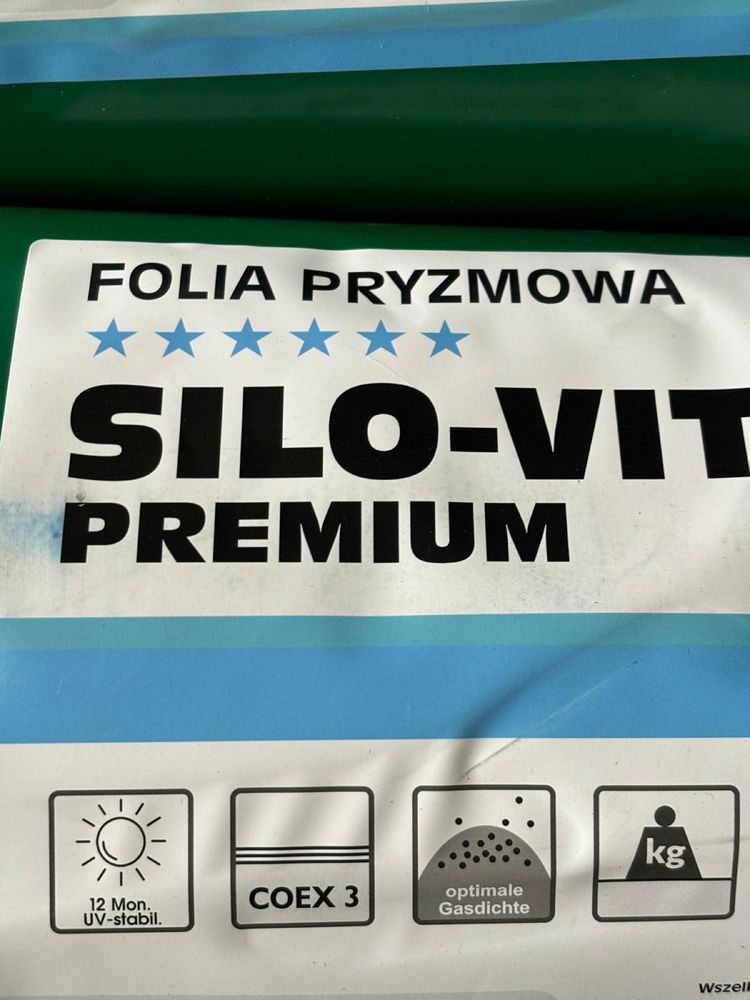 FOLIA PRYZMOWA
SILO-VIT
PREMIUM
12 Mon.
UV-stabil.
COEX 3
optimale
Gasdichte
kg